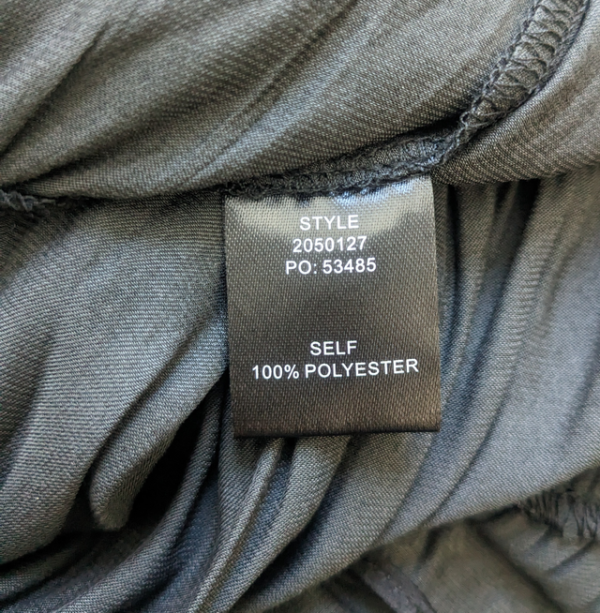 STYLE
2050127
PO: 53485
SELF
100% POLYESTER